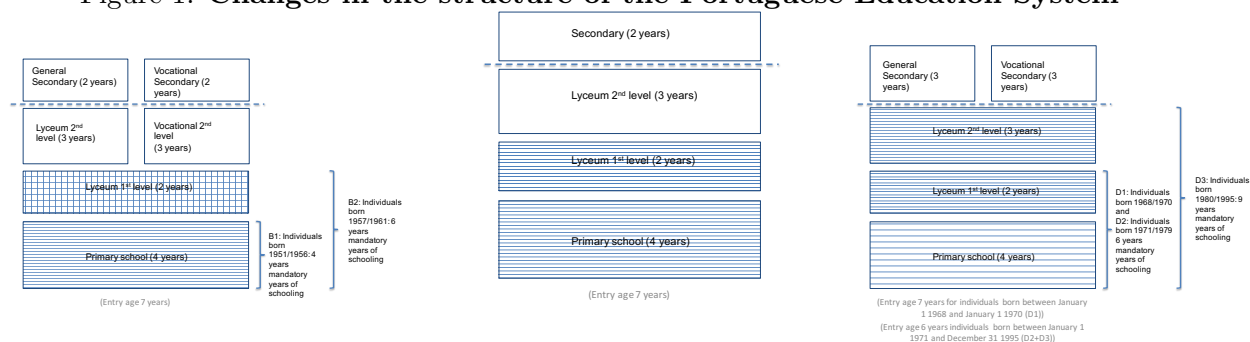 Figure 1: Changes in the structure of the Portuguese Education System
General
Secondary (2 years)
Vocational
Secondary (2
years)
Lyceum 2nd
level (3 years)
Vocational 2nd
level
(3 years)
Lyceum 1st level (2 years)
Primary school (4 years)
(Entry age 7 years)
B1: Individuals
born
1951/1956: 4
years
mandatory
years of
schooling
B2: Individuals
born
1957/1961: 6
years
mandatory
years of
schooling
Secondary (2 years)
Lyceum 2nd level (3 years)
Lyceum 1st level (2 years)
Primary school (4 years)
(Entry age 7 years)
General
Secondary (3
years)
Vocational
Secondary (3
years)
Lyceum 2nd level (3 years)
Lyceum 1st level (2 years)
Primary school (4 years)
D1: Individuals
born 1968/1970
and
D2: Individuals
born 1971/1979
6 years
mandatory
years of
schooling
D3: Individuals
born
1980/1995: 9
years
mandatory
years of
schooling
(Entry age 7 years for individuals born between January
1 1968 and January 1 1970 (D1))
(Entry age 6 years individuals born between January 1
1971 and December 31 1995 (D2+D3))